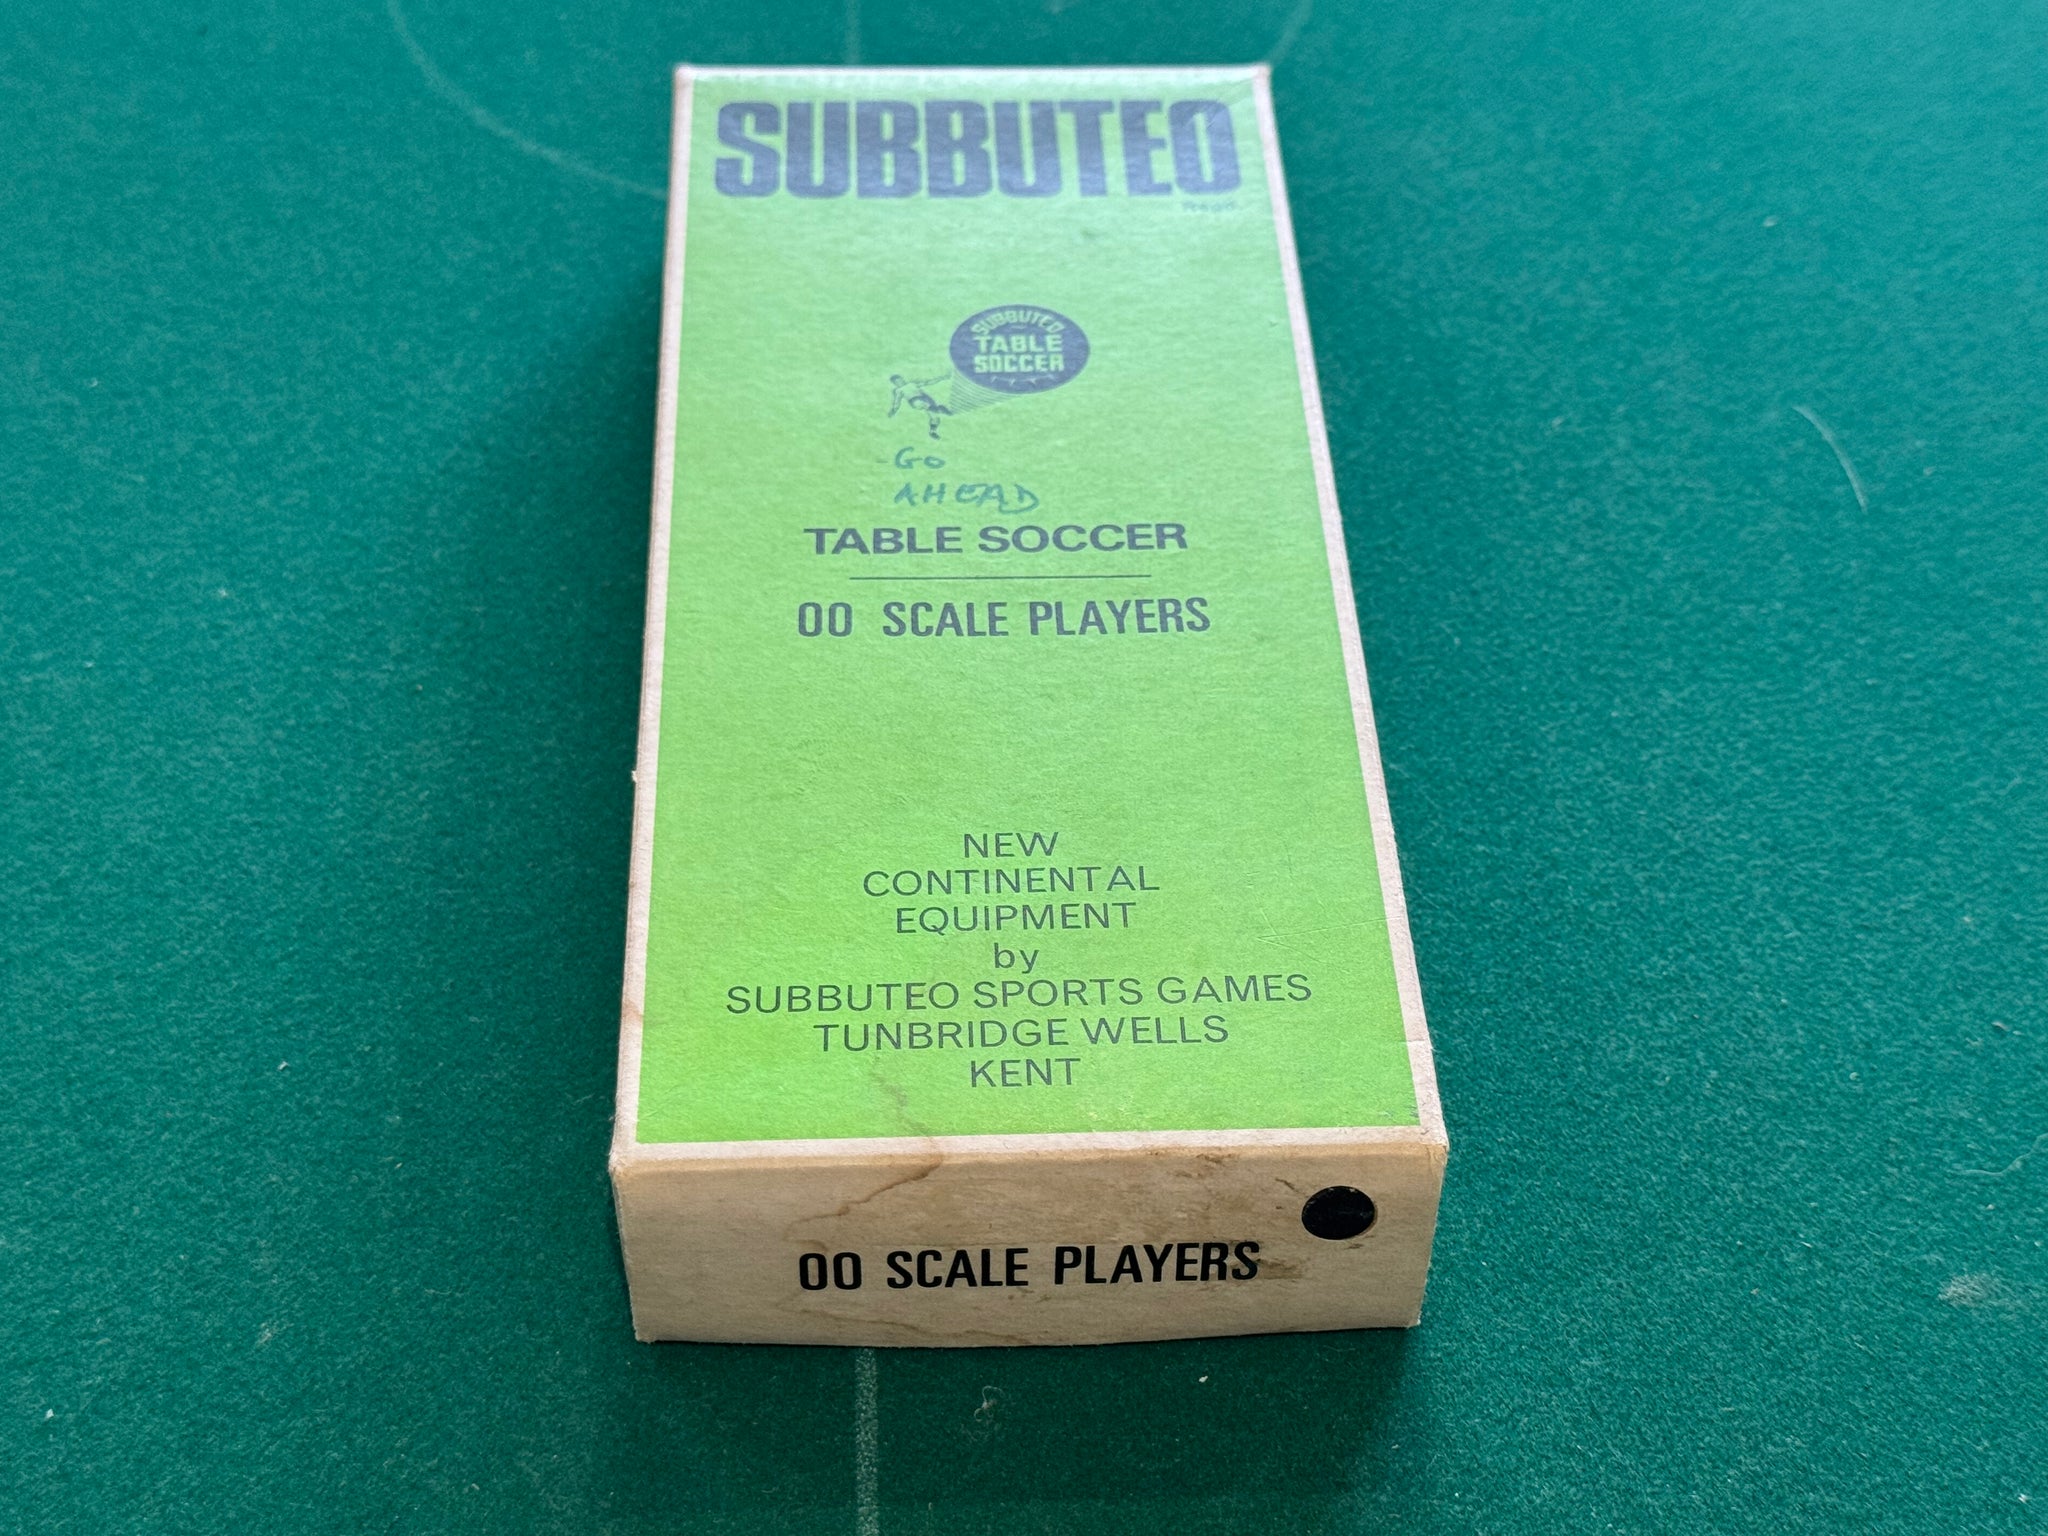 SUBBUTEO
SUBBUTEO
TABLE
SOCCER
GO
AHEAD
TABLE SOCCER
00 SCALE PLAYERS
NEW
CONTINENTAL
EQUIPMENT
by
SUBBUTEO SPORTS GAMES
TUNBRIDGE WELLS
KENT
00 SCALE PLAYERS